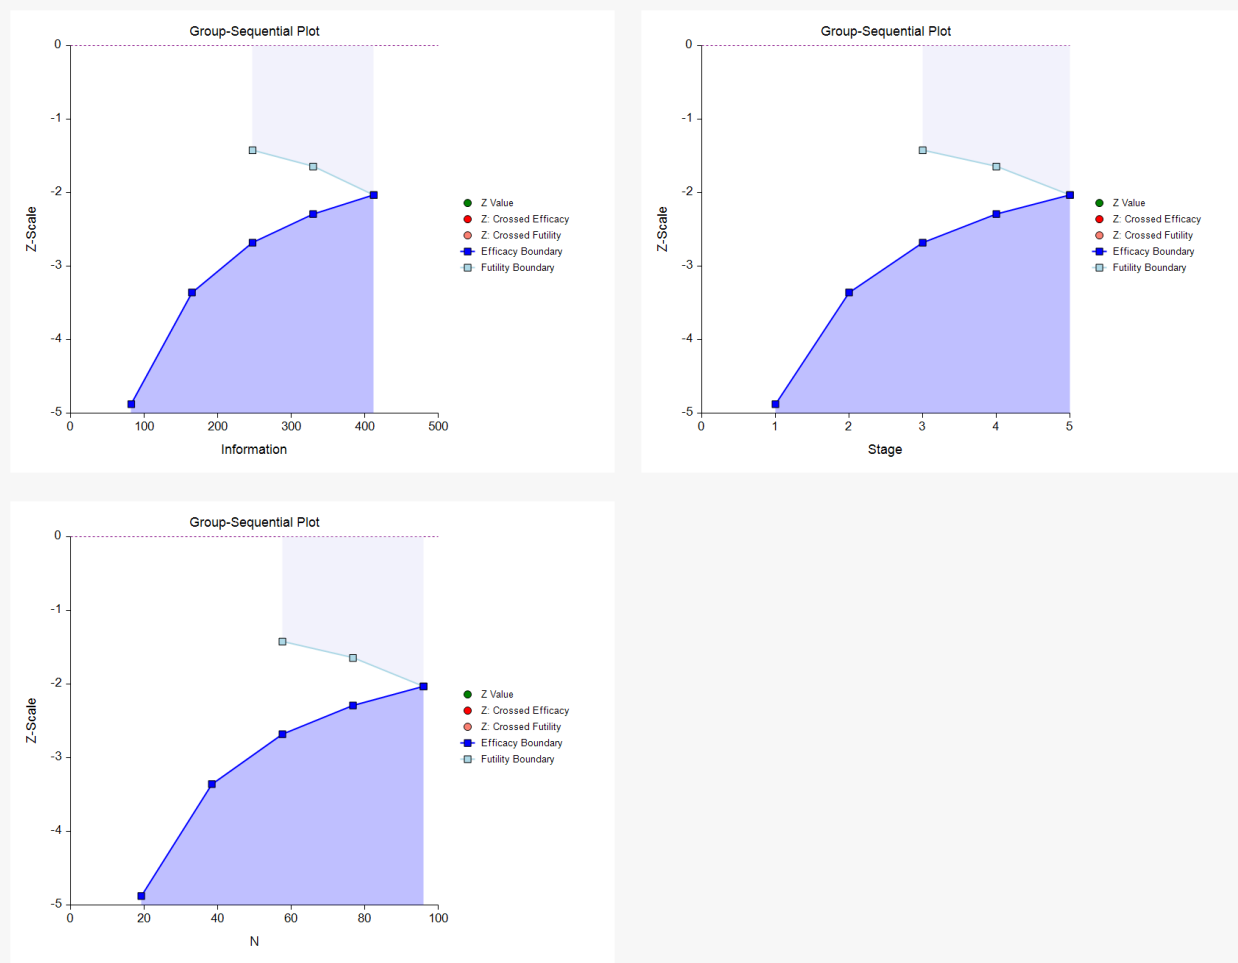 Group-Sequential Plot
0
-1
-2
-3
-4
-5
Z-Scale
0 100 200 300 400 500
Information
Z Value
Z: Crossed Efficacy
Z: Crossed Futility
Efficacy Boundary
Futility Boundary
Group-Sequential Plot
0
-1
-2
-3
-4
-5
Z-Scale
0 1 2 3 4 5
Stage
Z Value
Z: Crossed Efficacy
Z: Crossed Futility
Efficacy Boundary
Futility Boundary
Group-Sequential Plot
0
-1
-2
-3
-4
-5
Z-Scale
0 20 40 60 80 100
N
Z Value
Z: Crossed Efficacy
Z: Crossed Futility
Efficacy Boundary
Futility Boundary